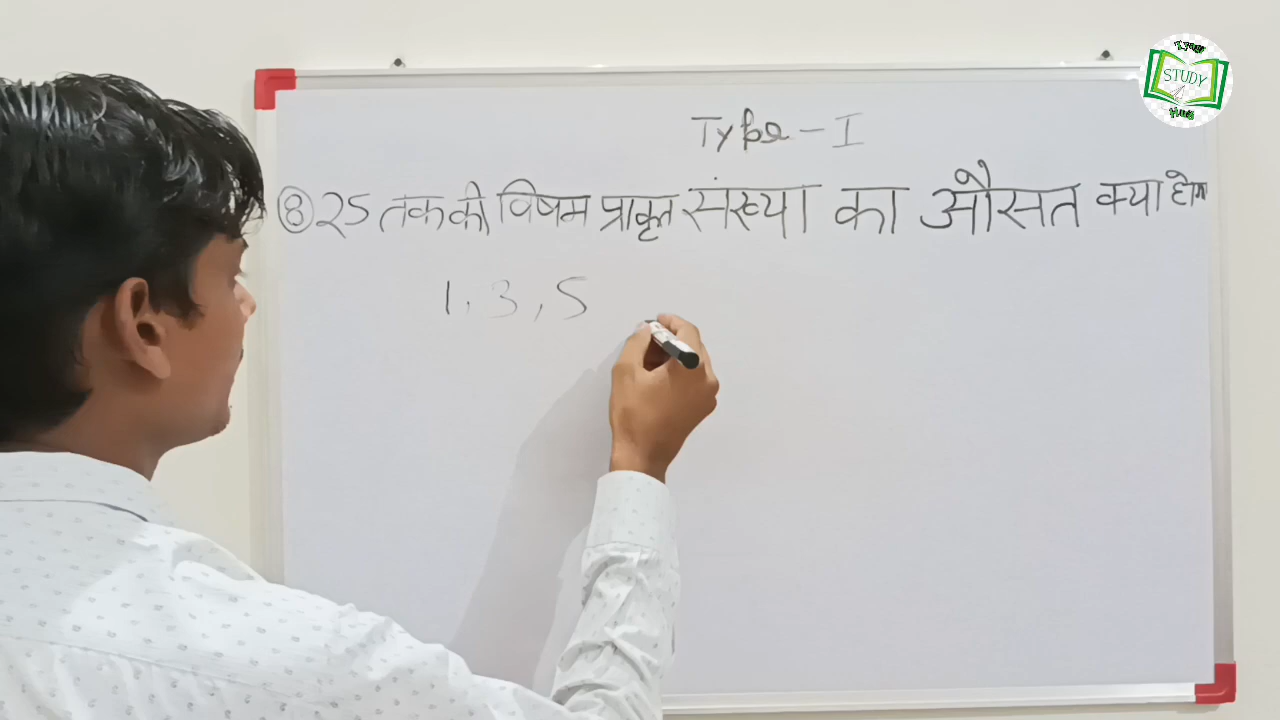 Type - I
⑧ 25 तक की विषम प्राकृत संख्या का औसत क्या होगा
1, 3, 5
STUDY